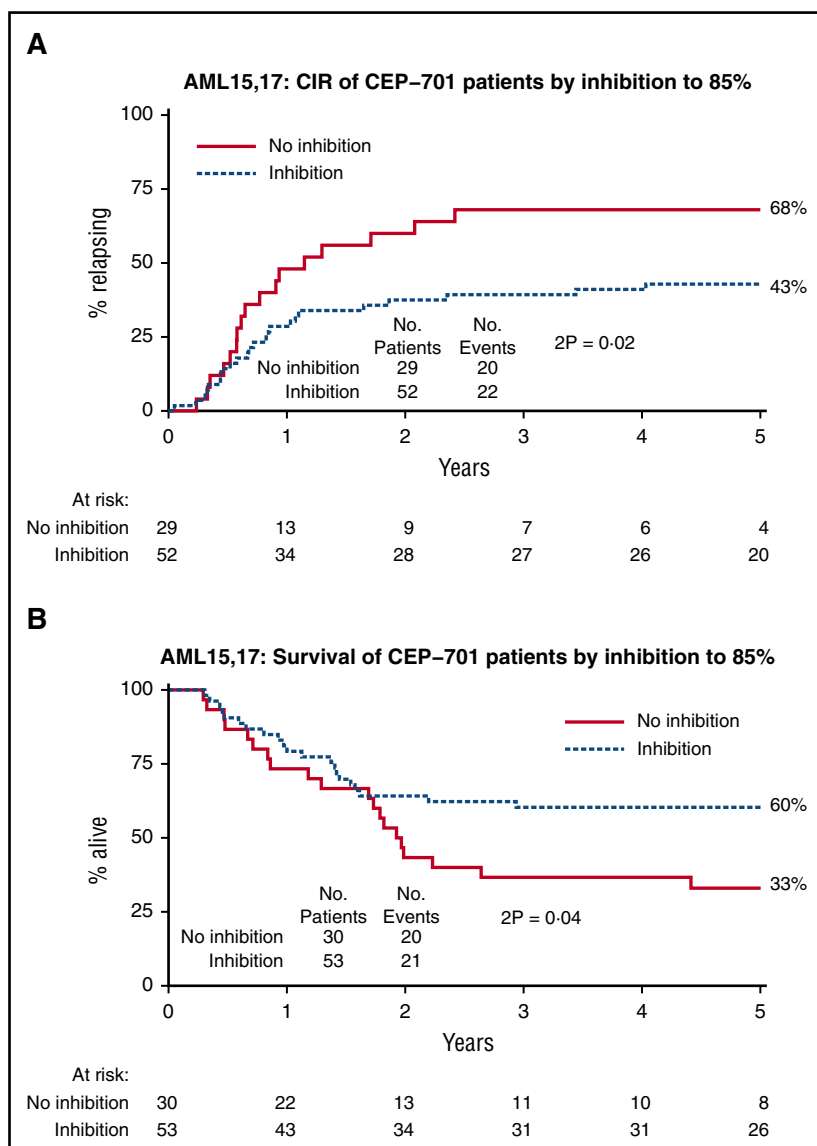 A
AML15,17: CIR of CEP–701 patients by inhibition to 85%
100
75
50
25
0
% relapsing
No inhibition
Inhibition
68%
43%
No. No.
Patients Events
No inhibition 29 20
Inhibition 52 22
2P = 0·02
0 1 2 3 4 5
Years
At risk:
No inhibition 29 13 9 7 6 4
Inhibition 52 34 28 27 26 20
B
AML15,17: Survival of CEP–701 patients by inhibition to 85%
100
75
50
25
0
% alive
No inhibition
Inhibition
60%
33%
No. No.
Patients Events
No inhibition 30 20
Inhibition 53 21
2P = 0·04
0 1 2 3 4 5
Years
At risk:
No inhibition 30 22 13 11 10 8
Inhibition 53 43 34 31 31 26